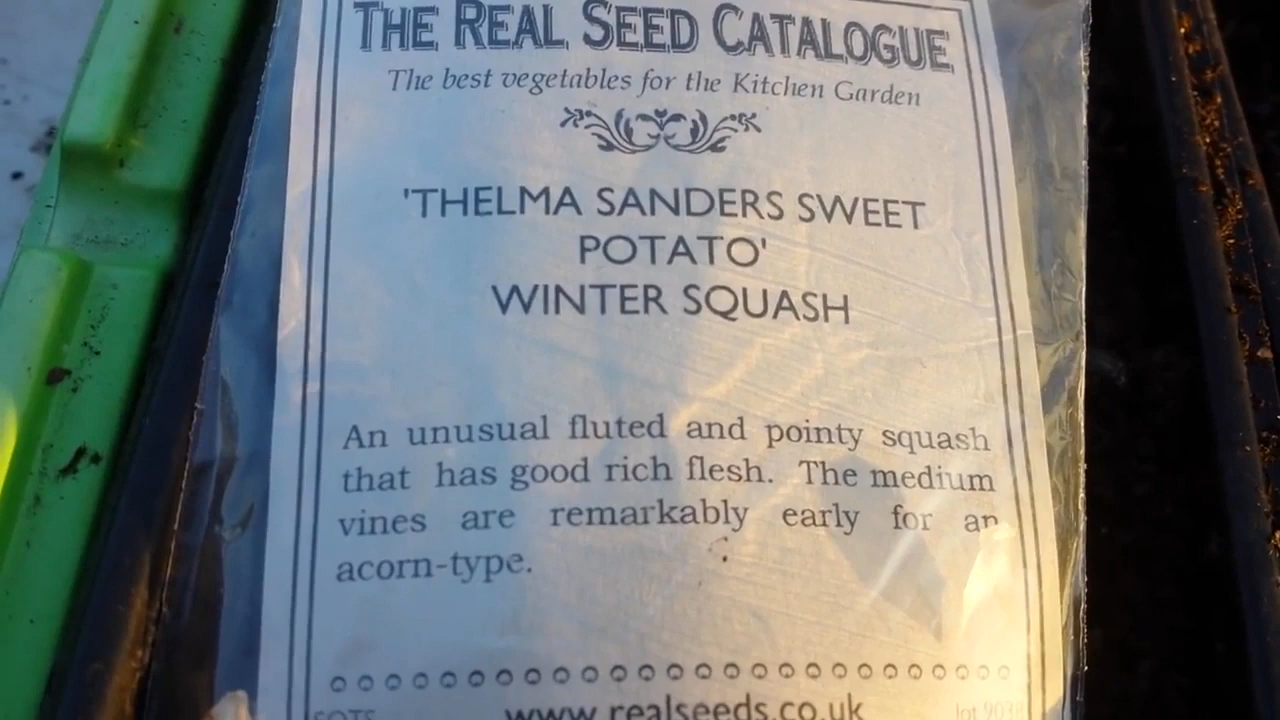 THE REAL SEED CATALOGUE
The best vegetables for the Kitchen Garden
'THELMA SANDERS SWEET
POTATO'
WINTER SQUASH
An unusual fluted and pointy squash
that has good rich flesh. The medium
vines are remarkably early for an
acorn-type.
www.realseeds.co.uk
lot